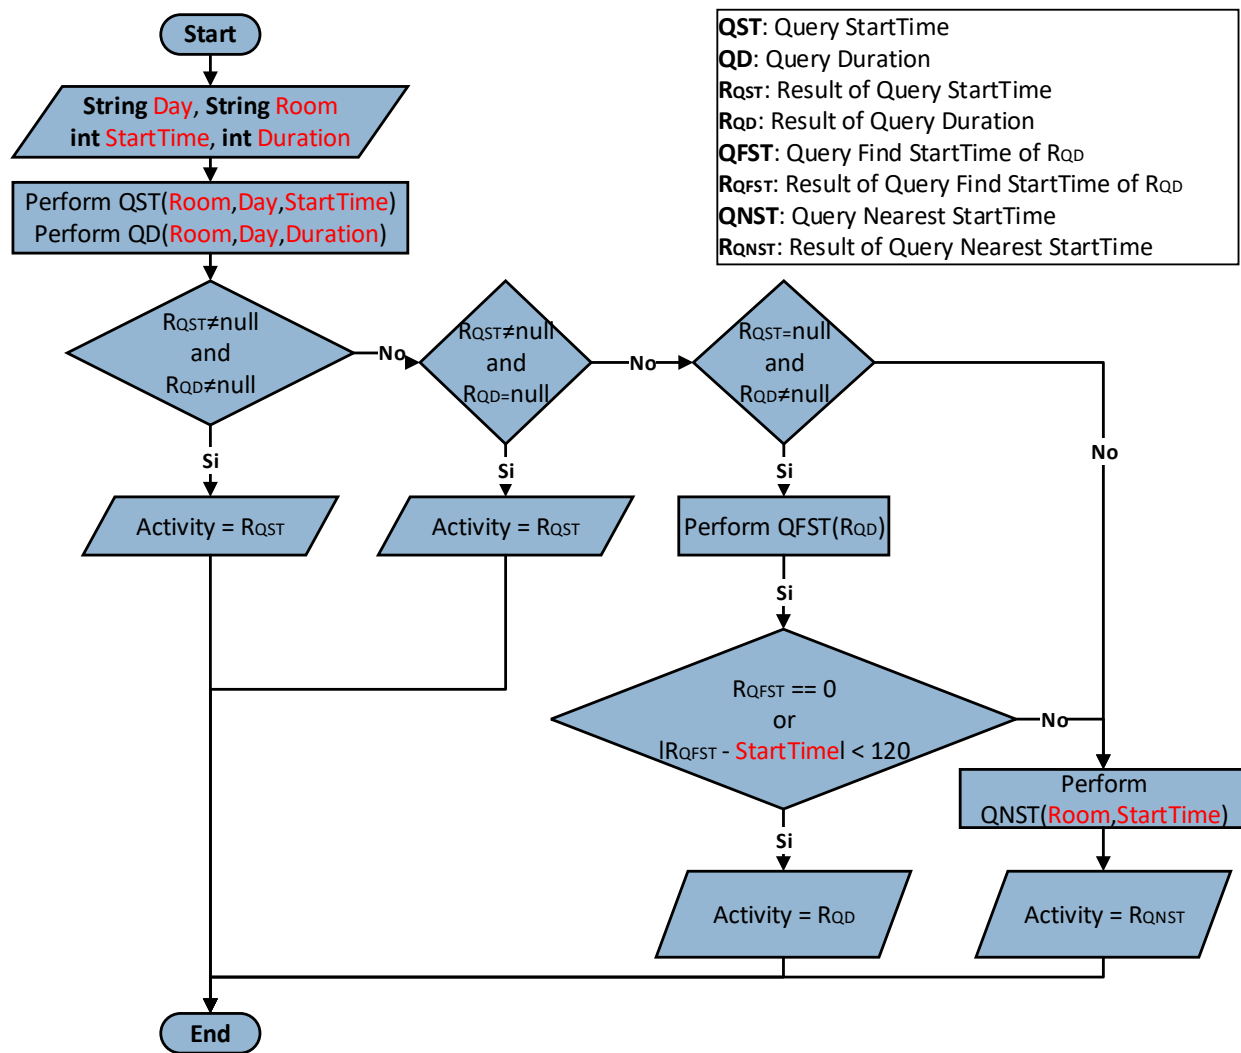 Start
String Day, String Room
int StartTime, int Duration
Perform QST(Room,Day,StartTime)
Perform QD(Room,Day,Duration)
QST: Query StartTime
QD: Query Duration
RQST: Result of Query StartTime
RQD: Result of Query Duration
QFST: Query Find StartTime of RQD
RQFST: Result of Query Find StartTime of RQD
QNST: Query Nearest StartTime
RQNST: Result of Query Nearest StartTime
RQST≠null
and
RQD≠null
No
RQST≠null
and
RQD=null
No
RQST=null
and
RQD≠null
No
Si
Si
Si
Activity = RQST
Activity = RQST
Perform QFST(RQD)
Si
RQFST == 0
or
|RQFST - StartTime| < 120
No
Perform
QNST(Room,StartTime)
Si
Activity = RQD
Activity = RQNST
End